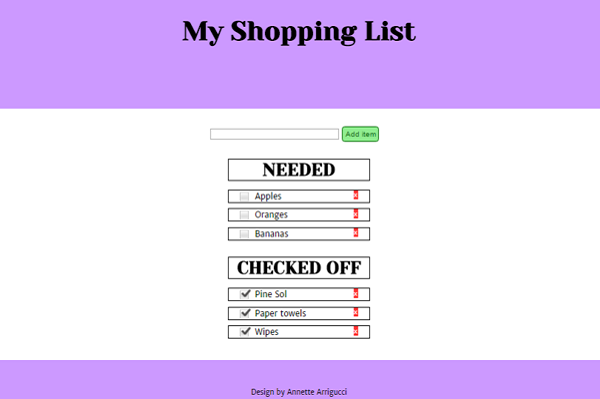 My Shopping List
Add item
NEEDED
Apples x
Oranges x
Bananas x
CHECKED OFF
Pine Sol x
Paper towels x
Wipes x
Design by Annette Arrigucci